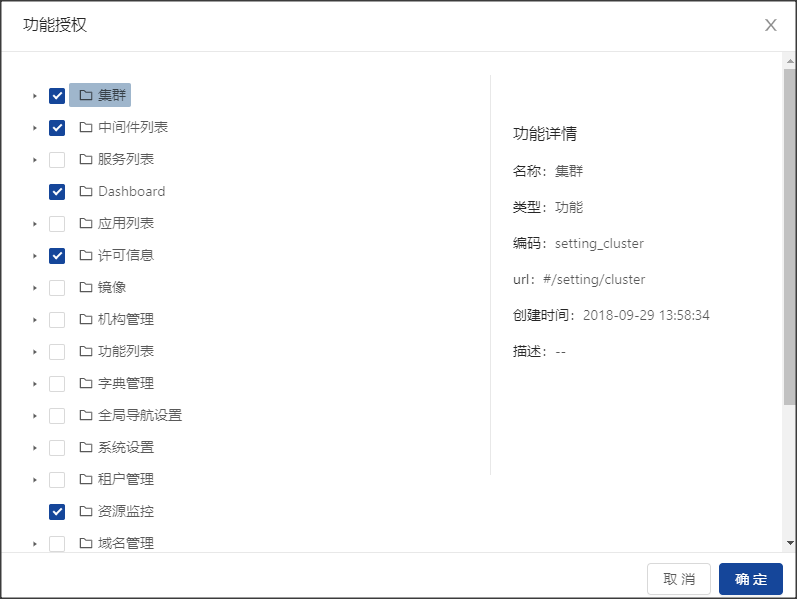 功能授权
集群
中间件列表
服务列表
Dashboard
应用列表
许可信息
镜像
机构管理
功能列表
字典管理
全局导航设置
系统设置
租户管理
资源监控
域名管理
功能详情
名称：集群
类型：功能
编码：setting_cluster
url：#/setting/cluster
创建时间：2018-09-29 13:58:34
描述：--
取 消
确 定